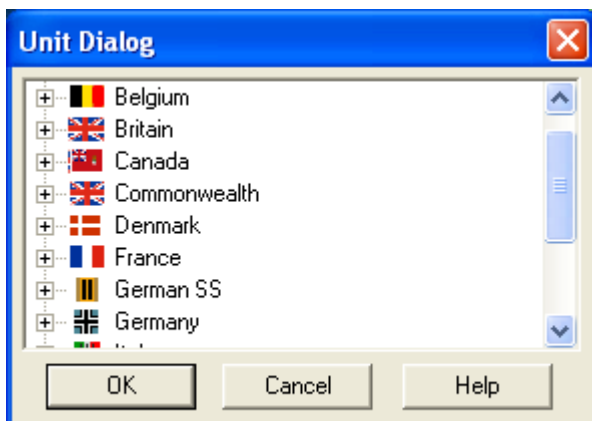 Unit Dialog
Belgium
Britain
Canada
Commonwealth
Denmark
France
German SS
Germany
OK Cancel Help